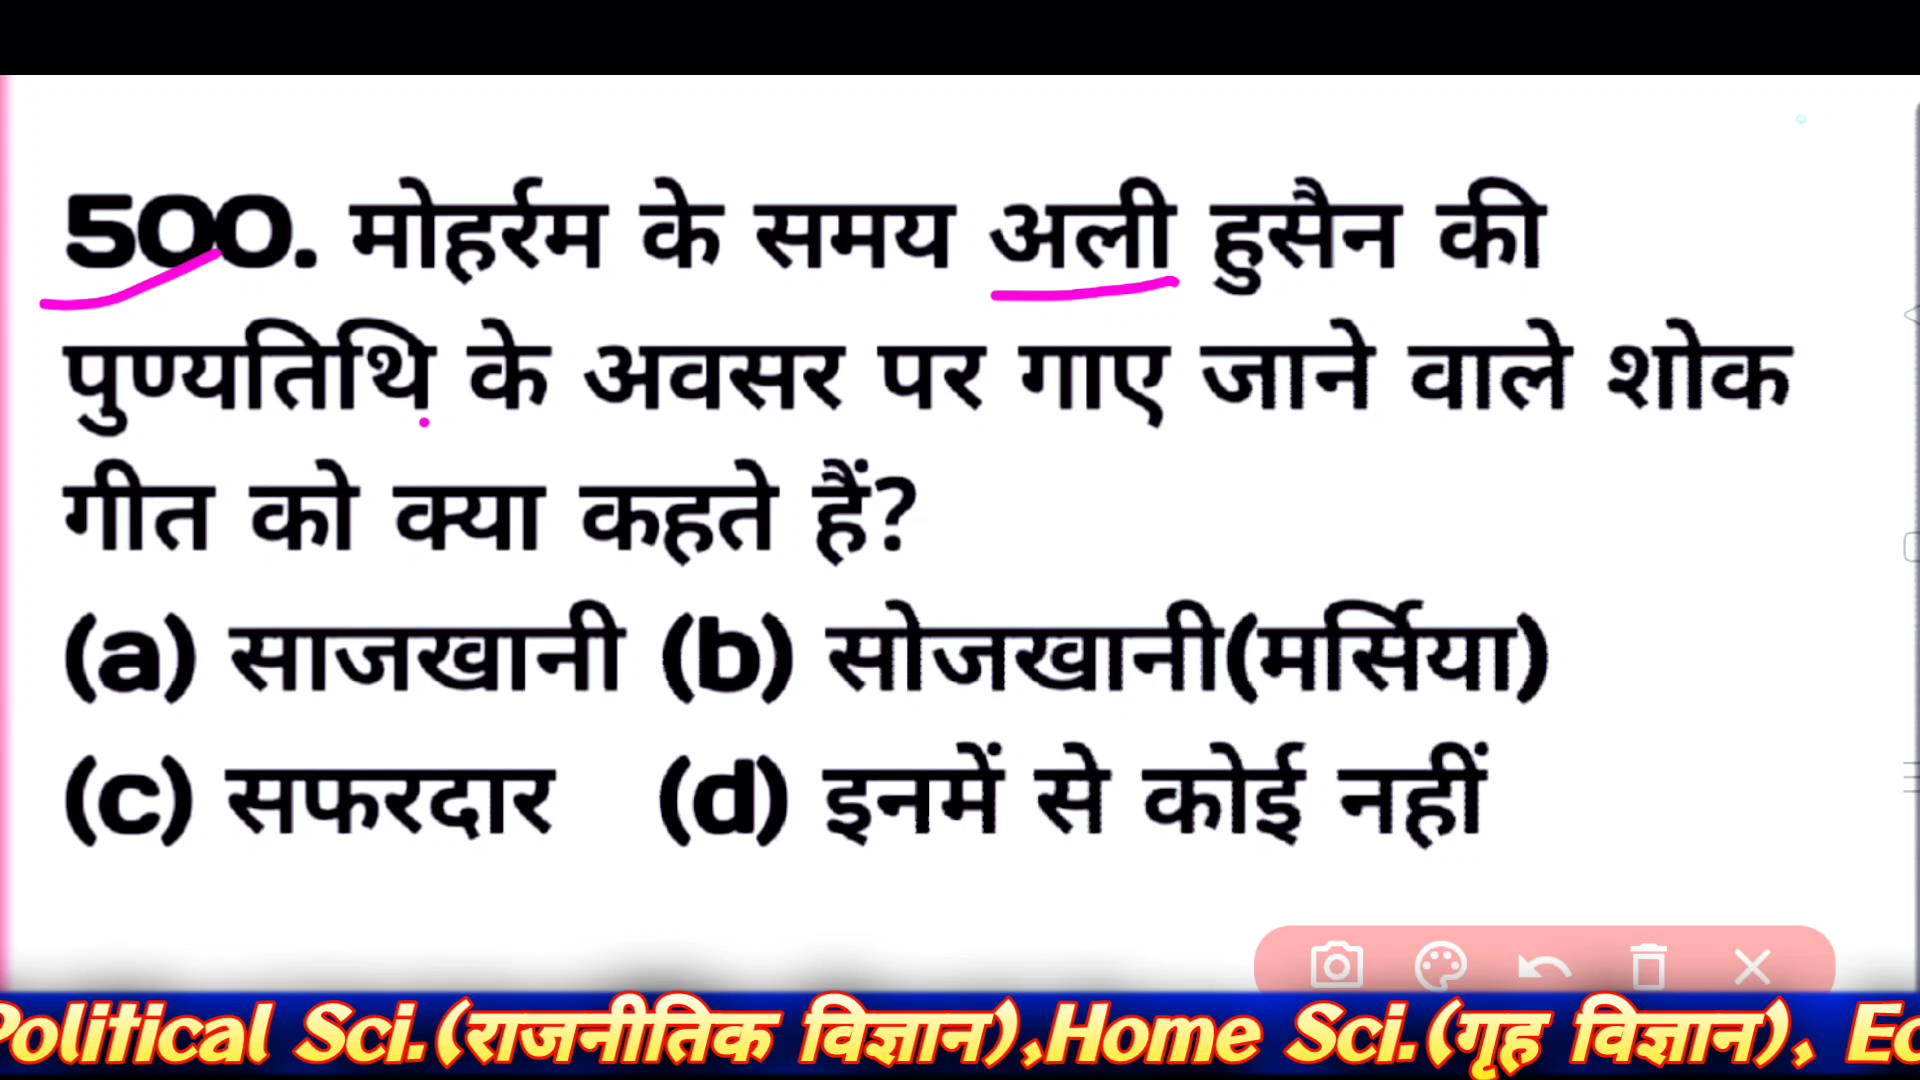 500. मोहर्रम के समय अली हुसैन की
पुण्यतिथि के अवसर पर गाए जाने वाले शोक
गीत को क्या कहते हैं?
(a) साजखानी (b) सोजखानी(मर्सिया)
(c) सफरदार (d) इनमें से कोई नहीं
Political Sci.(राजनीतिक विज्ञान),Home Sci.(गृह विज्ञान), Ec